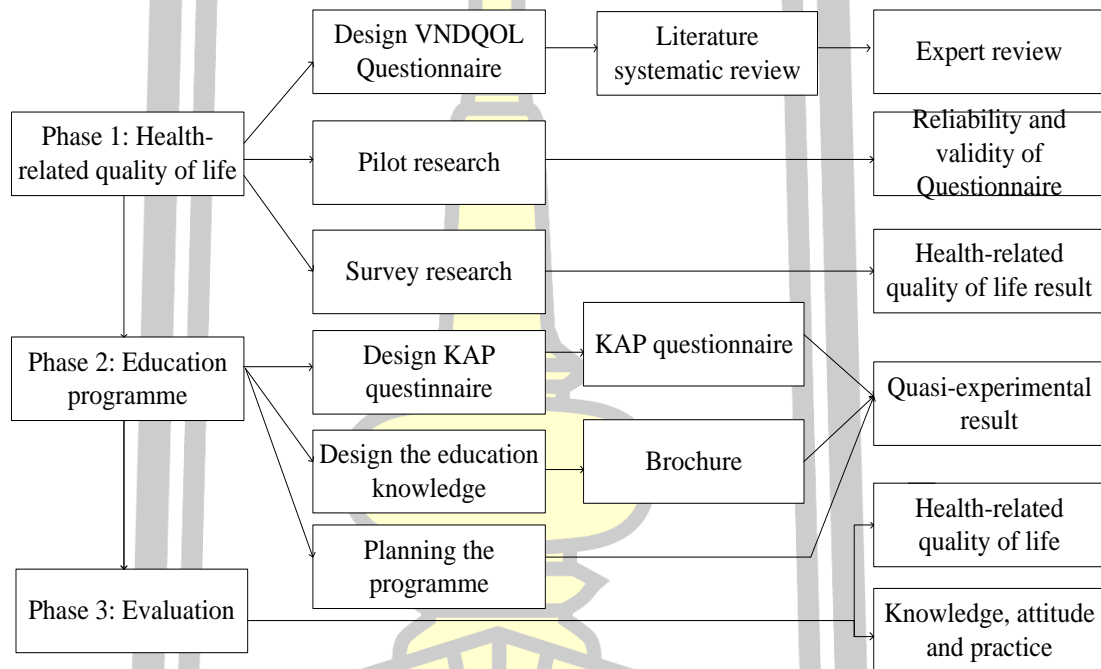 Design VNDQOL
Questionnaire
Literature
systematic review
Expert review
Phase 1: Health-
related quality of life
Pilot research
Reliability and
validity of
Questionnaire
Survey research
Health-related
quality of life result
Phase 2: Education
programme
Design KAP
questinnaire
KAP questionnaire
Quasi-experimental
result
Design the education
knowledge
Brochure
Planning the
programme
Health-related
quality of life
Phase 3: Evaluation
Knowledge, attitude
and practice